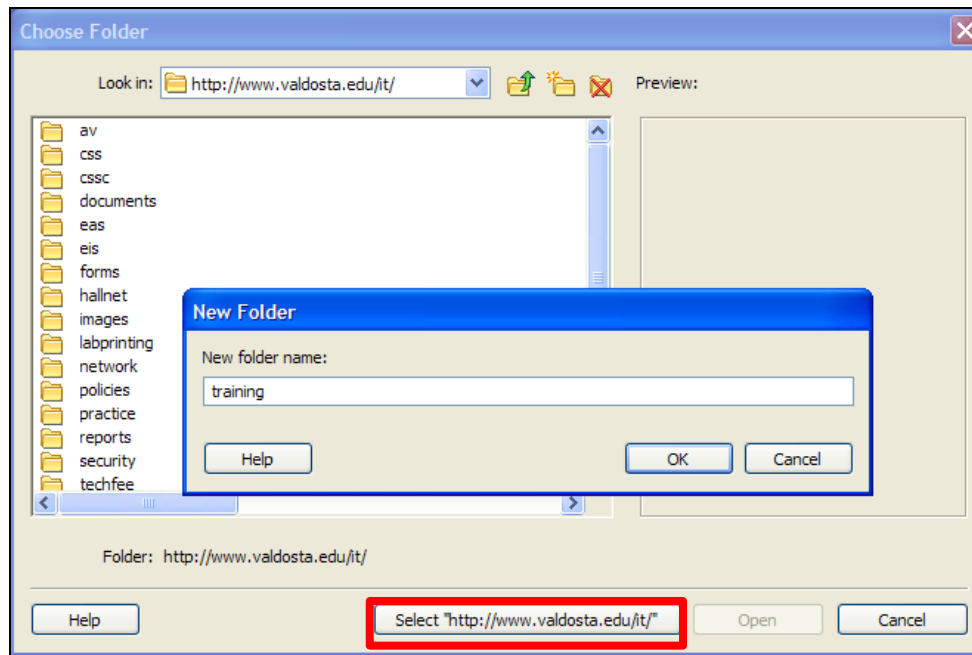 Choose Folder
Look in: http://www.valdosta.edu/it/ Preview:
av
css
cssc
documents
eas
eis
forms
hallnet
images
labprinting
network
policies
practice
reports
security
techfee
New Folder
New folder name:
training
Help OK Cancel
Folder: http://www.valdosta.edu/it/
Help Select "http://www.valdosta.edu/it/" Open Cancel